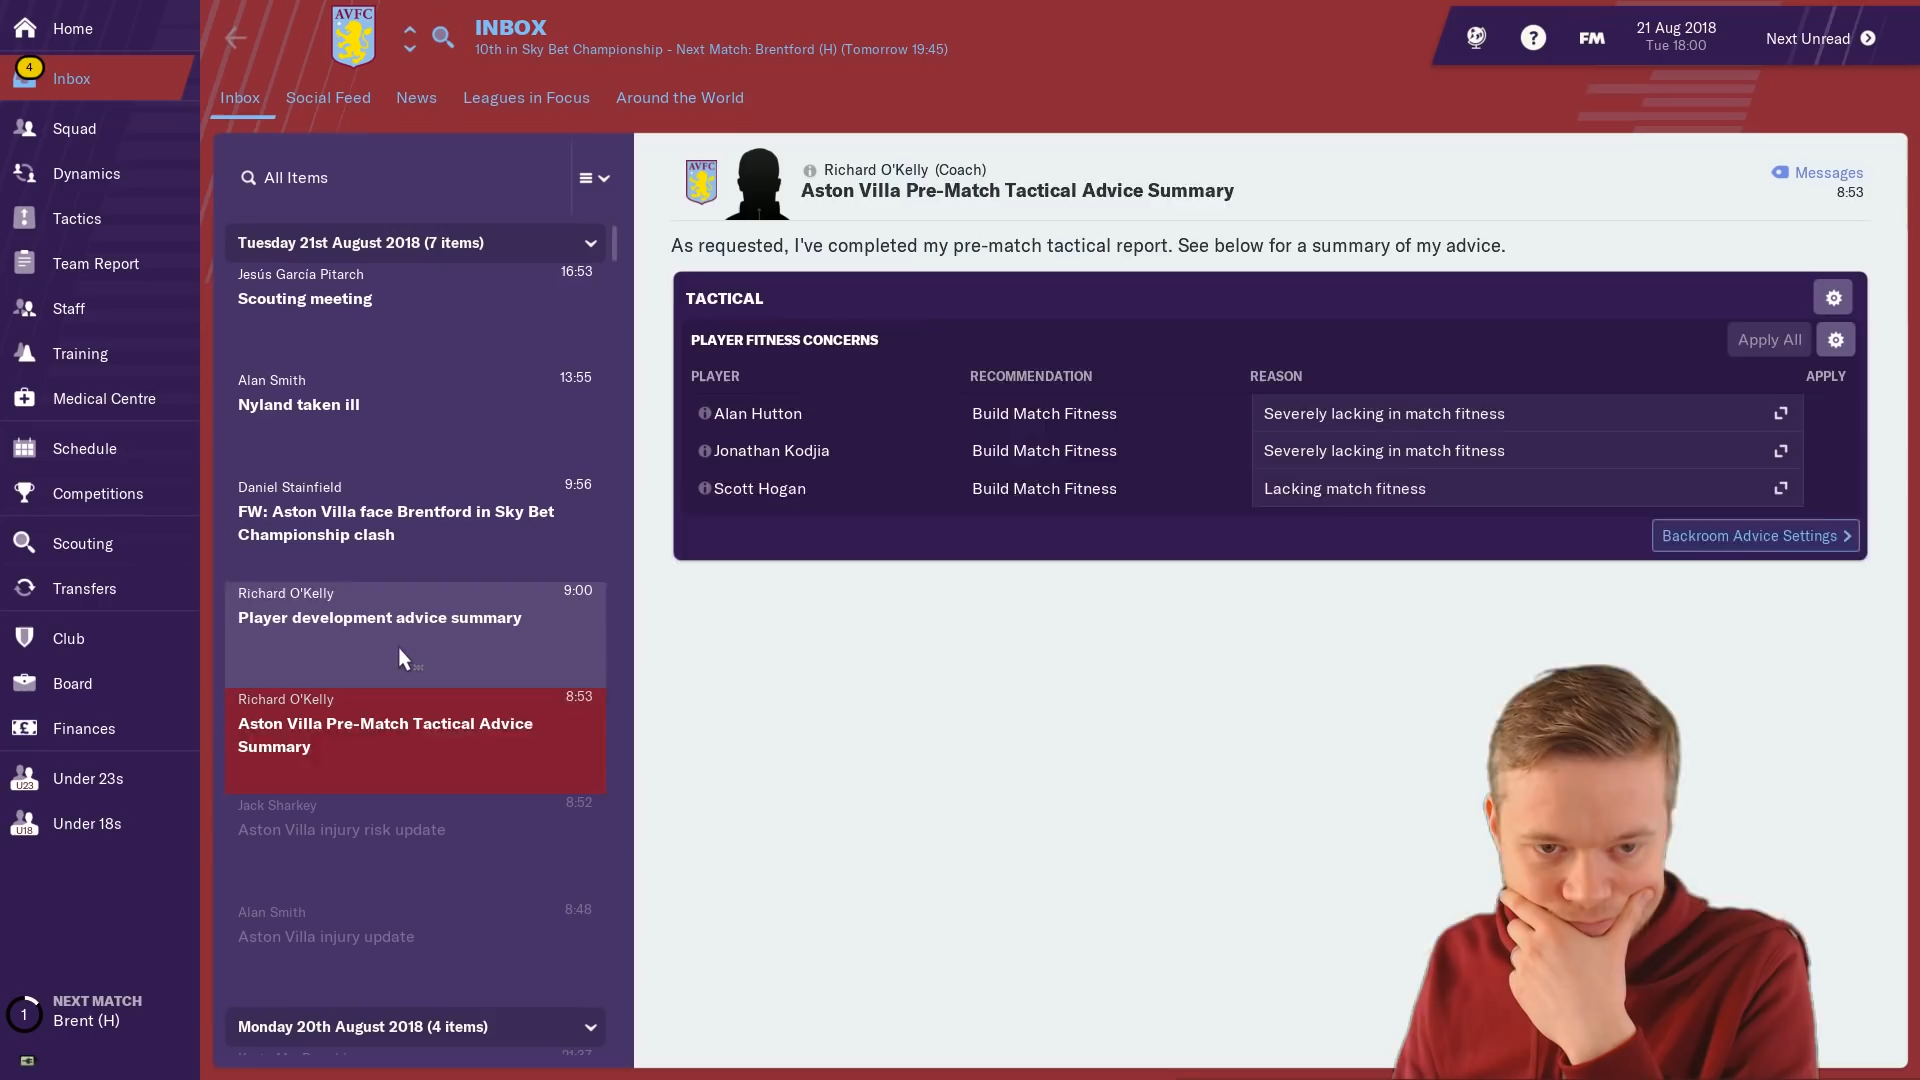 Home
4
Inbox
Squad
Dynamics
Tactics
Team Report
Staff
Training
Medical Centre
Schedule
Competitions
Scouting
Transfers
Club
Board
Finances
U23
Under 23s
U18
Under 18s
1
NEXT MATCH
Brent (H)
AVFC
INBOX
10th in Sky Bet Championship - Next Match: Brentford (H) (Tomorrow 19:45)
?
FM
21 Aug 2018
Tue 18:00
Next Unread
Inbox
Social Feed
News
Leagues in Focus
Around the World
All Items
Tuesday 21st August 2018 (7 items)
Jesús García Pitarch
16:53
Scouting meeting
Alan Smith
13:55
Nyland taken ill
Daniel Stainfield
9:56
FW: Aston Villa face Brentford in Sky Bet
Championship clash
Richard O'Kelly
9:00
Player development advice summary
Richard O'Kelly
8:53
Aston Villa Pre-Match Tactical Advice
Summary
Jack Sharkey
8:52
Aston Villa injury risk update
Alan Smith
8:48
Aston Villa injury update
Monday 20th August 2018 (4 items)
AVFC
Richard O'Kelly (Coach)
Aston Villa Pre-Match Tactical Advice Summary
Messages
8:53
As requested, I've completed my pre-match tactical report. See below for a summary of my advice.
TACTICAL
PLAYER FITNESS CONCERNS
Apply All
PLAYER RECOMMENDATION REASON APPLY
Alan Hutton Build Match Fitness Severely lacking in match fitness
Jonathan Kodjia Build Match Fitness Severely lacking in match fitness
Scott Hogan Build Match Fitness Lacking match fitness
Backroom Advice Settings